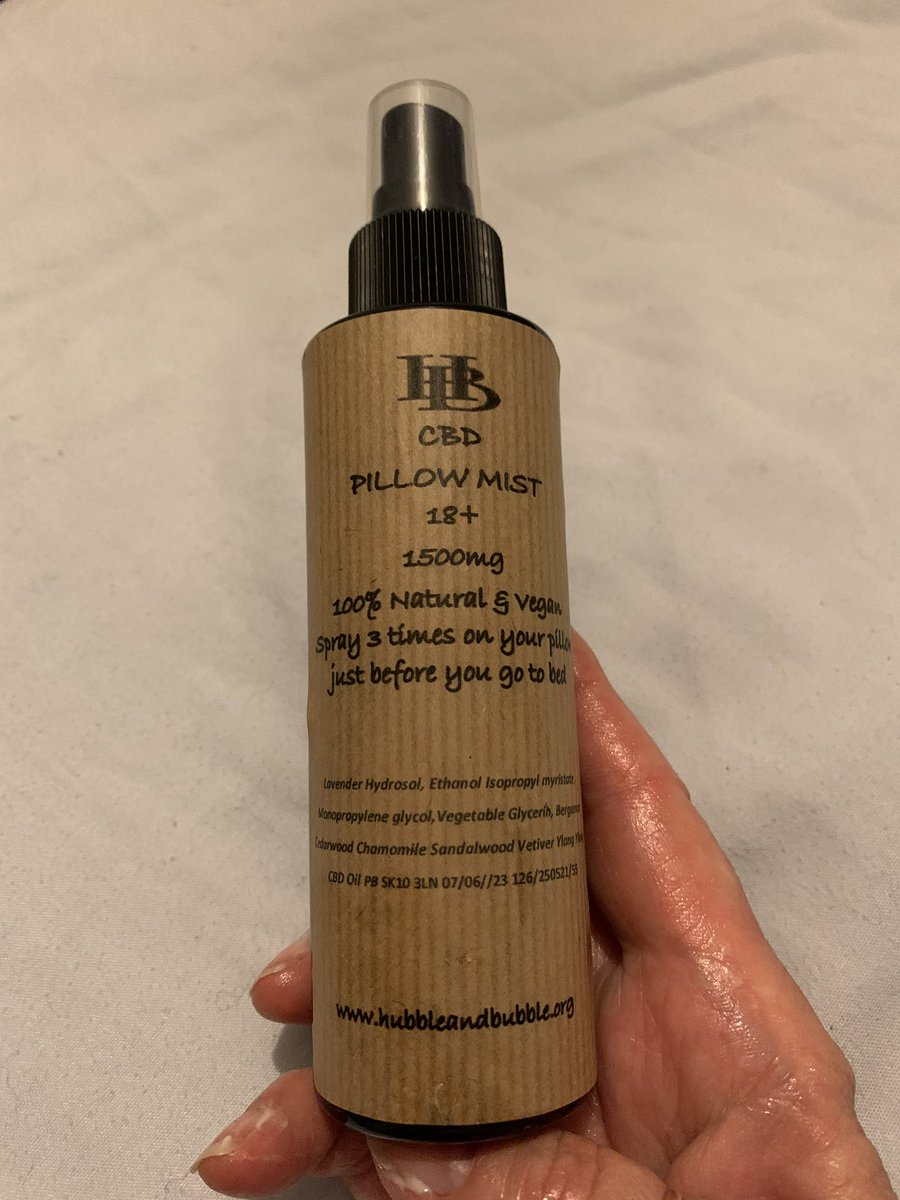 HB
CBD
PILLOW MIST
18+
1500mg
100% Natural & Vegan
Spray 3 times on your pillow
just before you go to bed
Lavender Hydrosol, Ethanol Isopropyl myristate
Monopropylene glycol, Vegetable Glycerin, Bergamot
Cedarwood Chamomile Sandalwood Vetiver Ylang
CBD Oil PB SK10 3LN 07/06//23 126/250521/55
www.hubbleandbubble.org